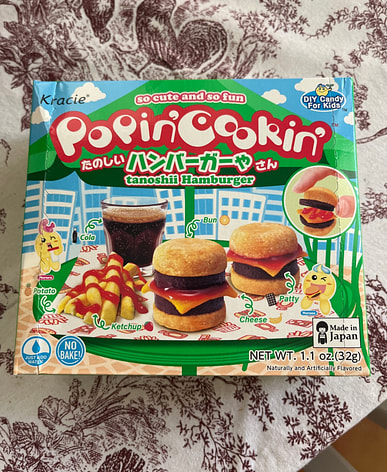 Kracie®
so cute and so fun
DIY Candy
For Kids
Popin'Cookin'
たのしい ハンバーガーやさん
tanoshii Hamburger
Cola
Bun
Potato
Ketchup
Cheese
Patty
JUST ADD
WATER
NO
BAKE!
Made in
Japan
NET WT. 1.1 oz.(32g)
Naturally and Artificially Flavored